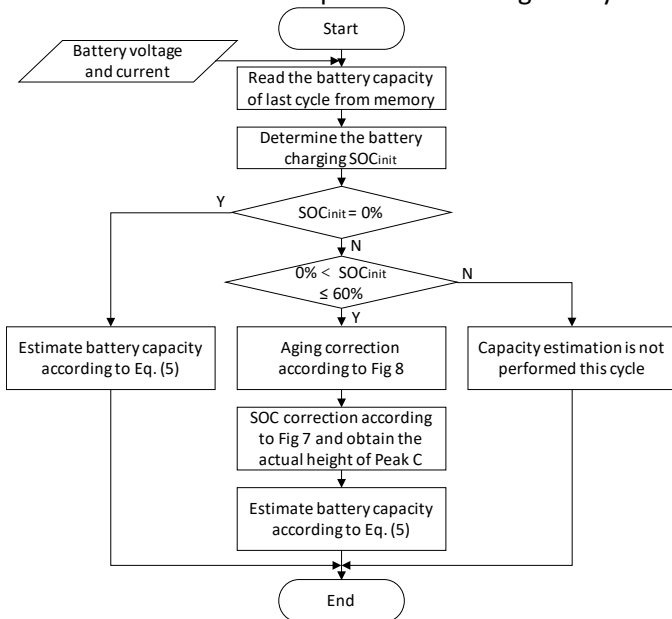 Start
Battery voltage
and current
Read the battery capacity
of last cycle from memory
Determine the battery
charging SOCinit
Y
SOCinit = 0%
N
0% < SOCinit
≤ 60%
N
Y
Estimate battery capacity
according to Eq. (5)
Aging correction
according to Fig 8
Capacity estimation is not
performed this cycle
SOC correction according
to Fig 7 and obtain the
actual height of Peak C
Estimate battery capacity
according to Eq. (5)
End